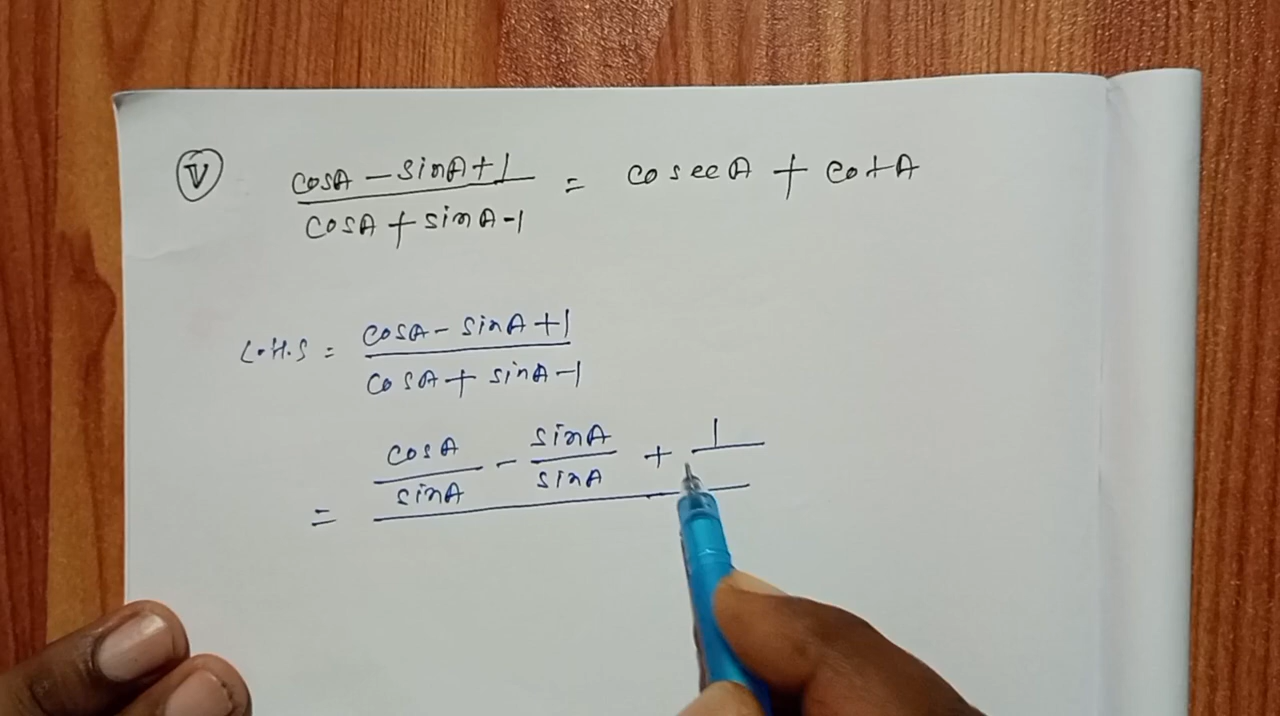 (V) cosA - sinA + 1 / cosA + sinA - 1 = cosecA + cotA
L.H.S = cosA - sinA + 1 / cosA + sinA - 1
= cosA / sinA - sinA / sinA + 1 /